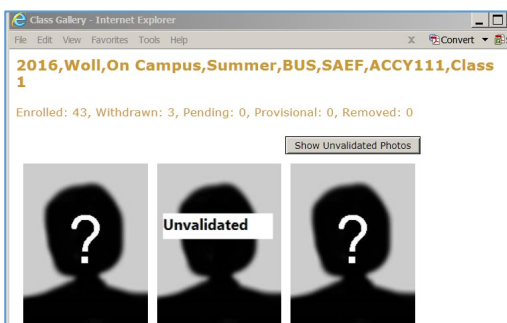 Class Gallery - Internet Explorer
File Edit View Favorites Tools Help
x Convert
2016,Woll,On Campus,Summer,BUS,SAEF,ACCY111,Class
1
Enrolled: 43, Withdrawn: 3, Pending: 0, Provisional: 0, Removed: 0
Show Unvalidated Photos
? Unvalidated ?